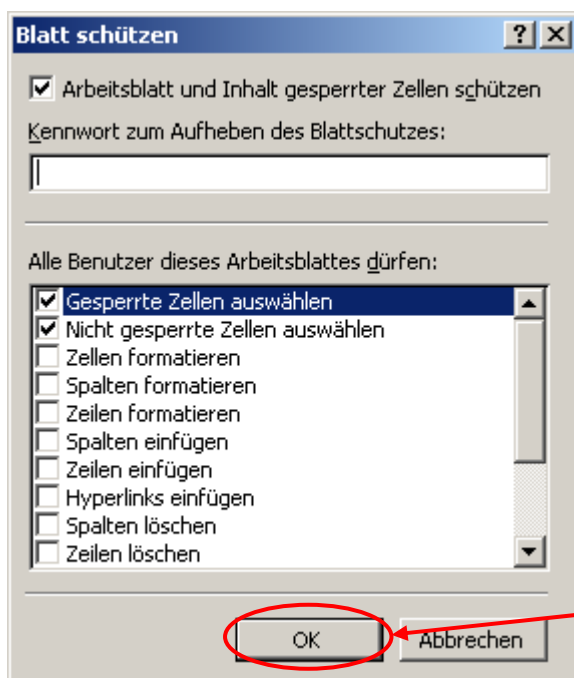 Blatt schützen
Arbeitsblatt und Inhalt gesperrter Zellen schützen
Kennwort zum Aufheben des Blattschutzes:
Alle Benutzer dieses Arbeitsblattes dürfen:
Gesperrte Zellen auswählen
Nicht gesperrte Zellen auswählen
Zellen formatieren
Spalten formatieren
Zeilen formatieren
Spalten einfügen
Zeilen einfügen
Hyperlinks einfügen
Spalten löschen
Zeilen löschen
OK
Abbrechen